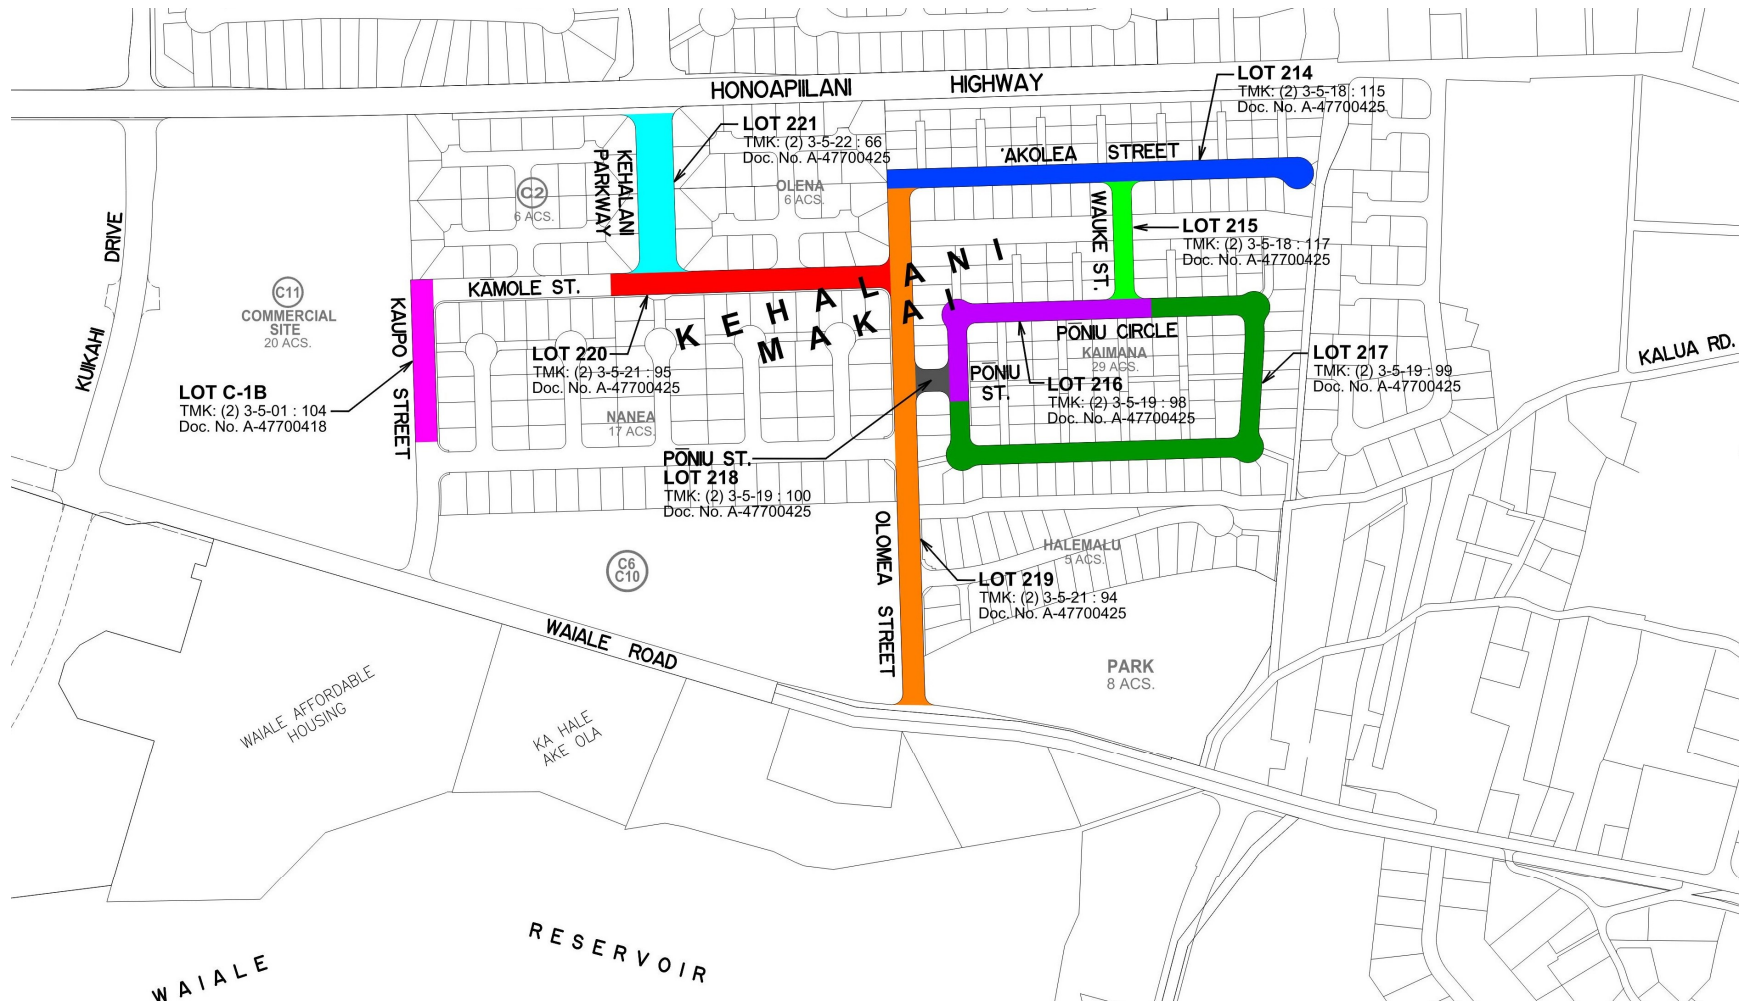 HONOAPIILANI HIGHWAY
LOT 214
TMK: (2) 3-5-18 : 115
Doc. No. A-47700425
LOT 221
TMK: (2) 3-5-22 : 66
Doc. No. A-47700425
'AKŌLEA STREET
KEHALANI
PARKWAY
C2
6 ACS.
OLENA
6 ACS.
WAUKE ST.
LOT 215
TMK: (2) 3-5-18 : 117
Doc. No. A-47700425
KUIKAHI DRIVE
C11
COMMERCIAL
SITE
20 ACS.
KĀMOLE ST.
KEHALANI
MAKAI
KAUPO STREET
LOT 220
TMK: (2) 3-5-21 : 95
Doc. No. A-47700425
PŌNIU CIRCLE
KAIMANA
29 ACS.
LOT 217
TMK: (2) 3-5-19 : 99
Doc. No. A-47700425
KALUA RD.
PŌNIU
ST.
LOT 216
TMK: (2) 3-5-19 : 98
Doc. No. A-47700425
LOT C-1B
TMK: (2) 3-5-01 : 104
Doc. No. A-47700418
NANEA
17 ACS.
PŌNIU ST.
LOT 218
TMK: (2) 3-5-19 : 100
Doc. No. A-47700425
OLOMEA STREET
HALEMALU
5 ACS.
C6
C10
LOT 219
TMK: (2) 3-5-21 : 94
Doc. No. A-47700425
WAIALE ROAD
PARK
8 ACS.
WAIALE AFFORDABLE
HOUSING
KA HALE
AKE OLA
WAIALE RESERVOIR